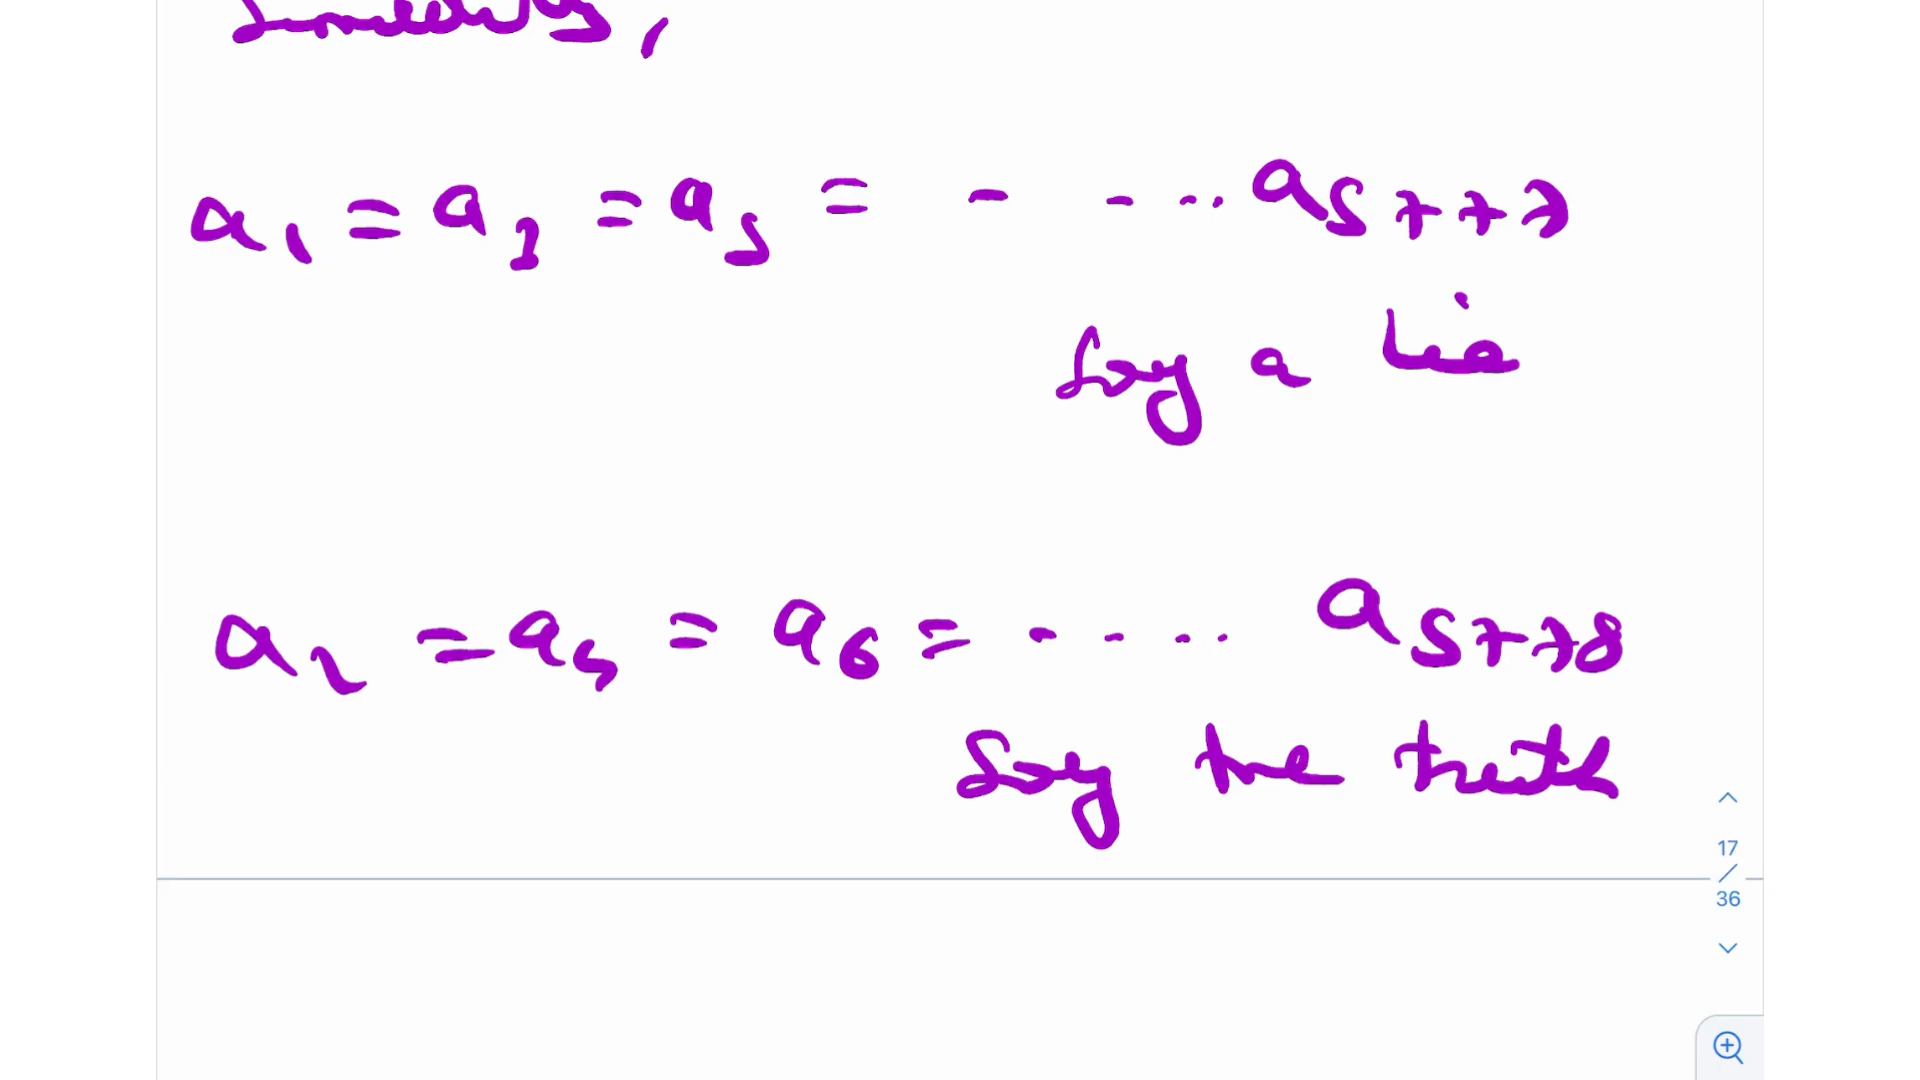 Similarly,
a₁ = a₃ = a₅ = - - ... a₅₇₇₇
Say a Lie
a₂ = a₄ = a₆ = - - - .. a₅₇₇₈
Say the truth
17
/
36